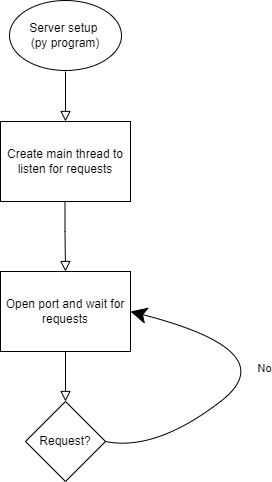 Server setup
(py program)
Create main thread to
listen for requests
Open port and wait for
requests
No
Request?